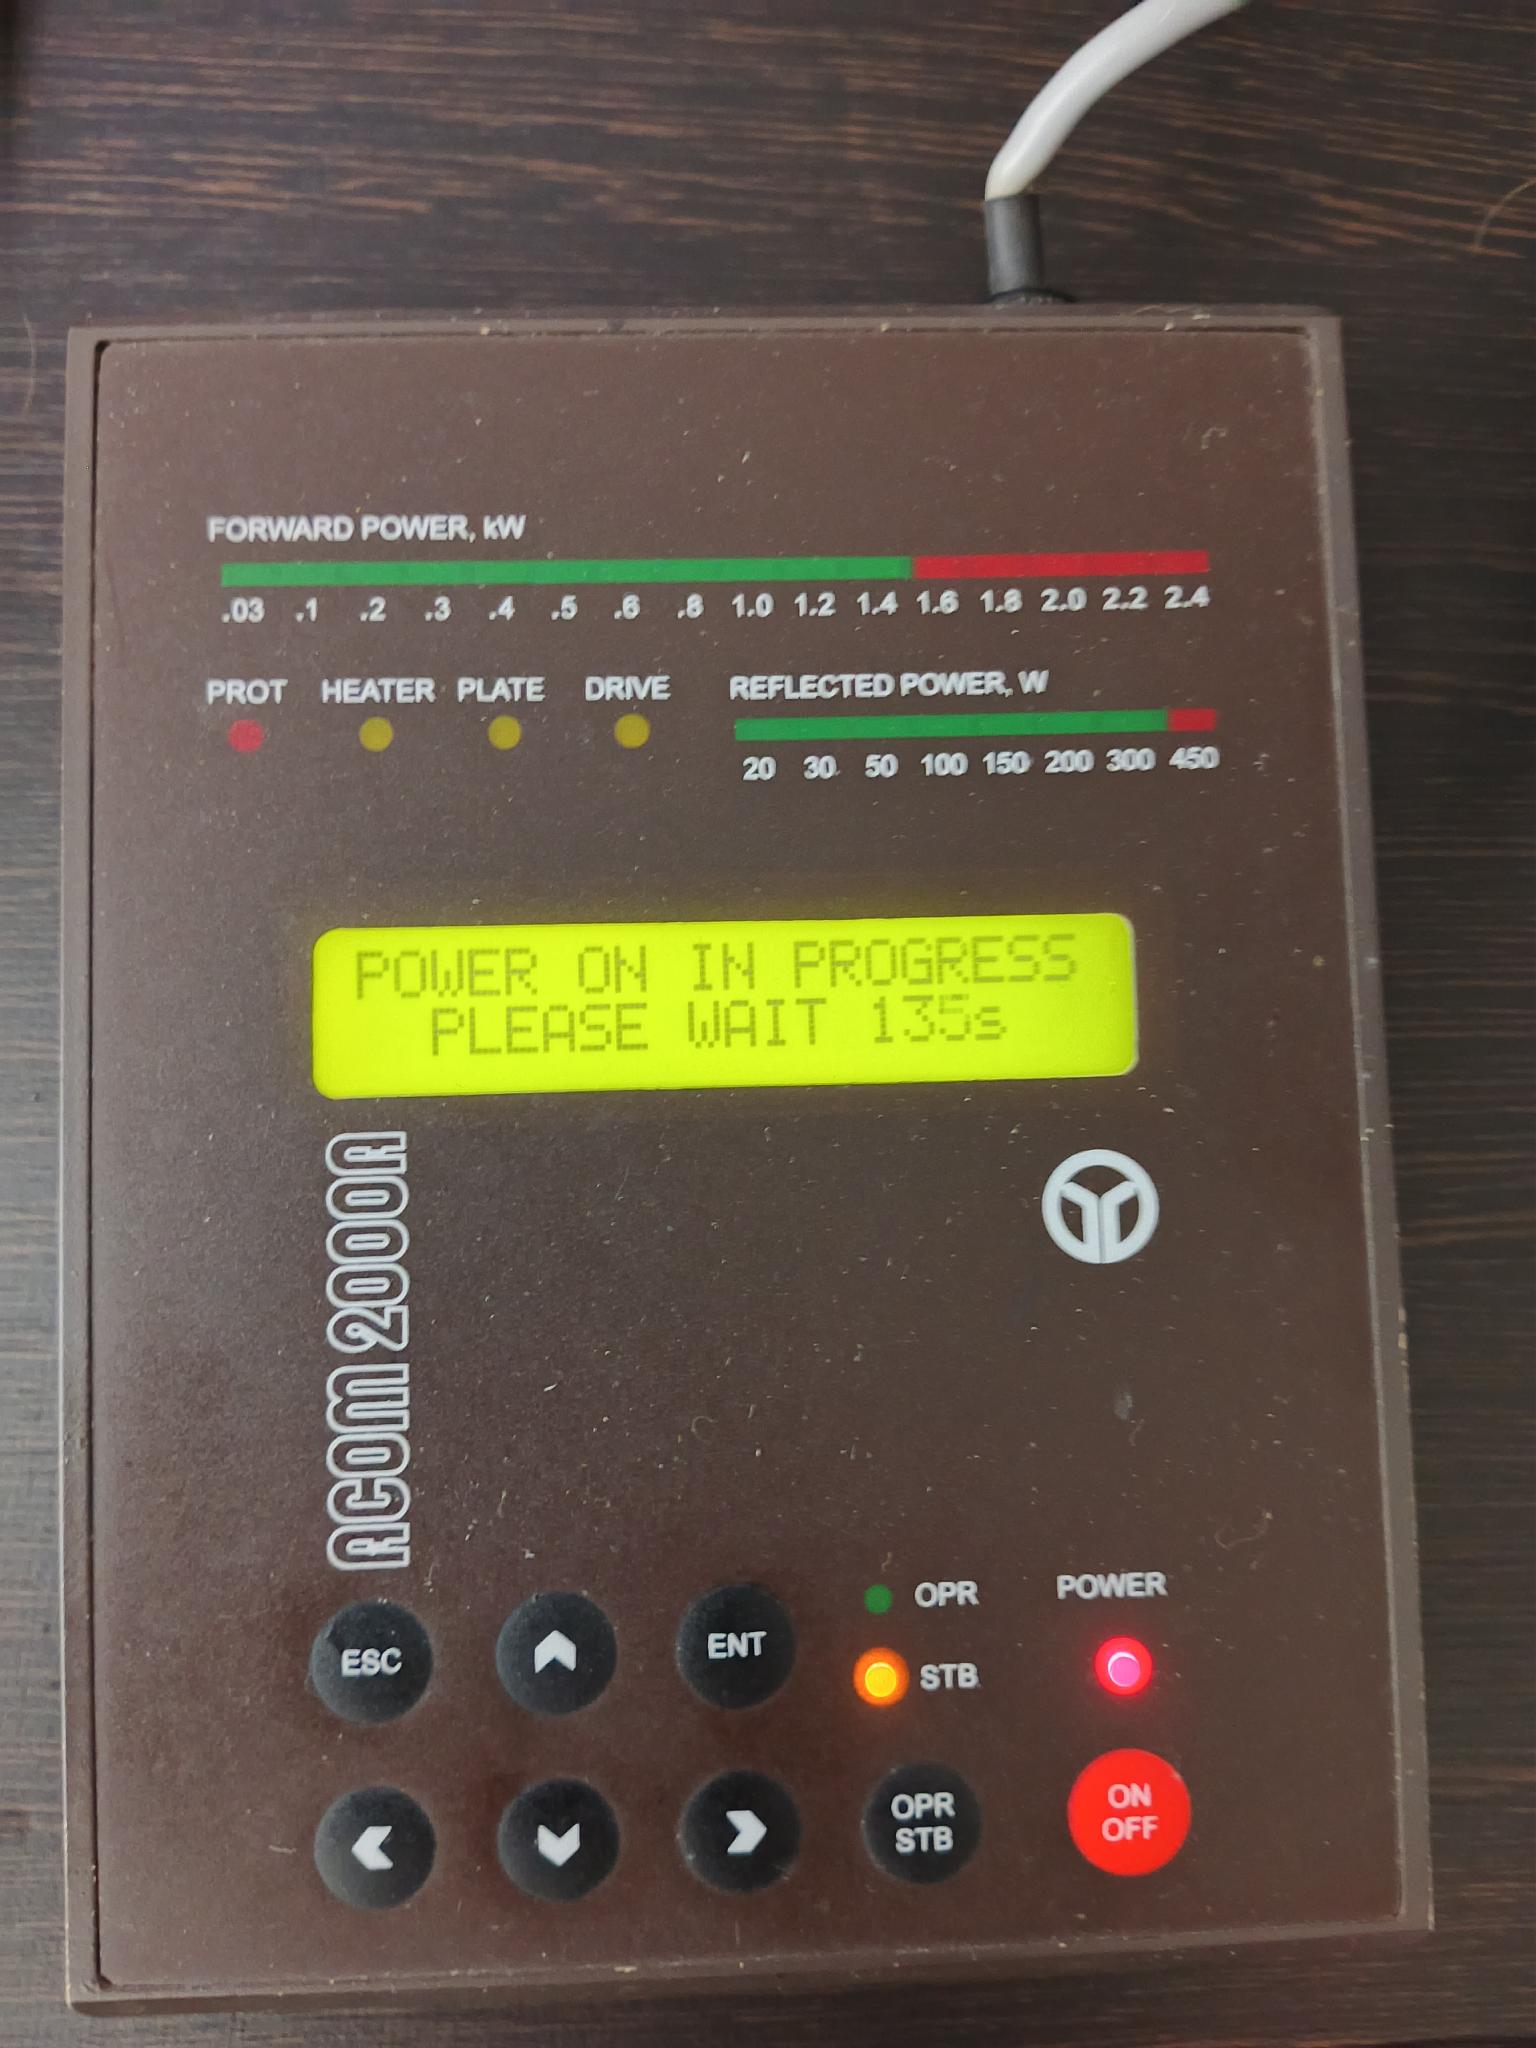 FORWARD POWER, kW
.03 .1 .2 .3 .4 .5 .6 .8 1.0 1.2 1.4 1.6 1.8 2.0 2.2 2.4
PROT HEATER PLATE DRIVE
REFLECTED POWER, W
20 30 50 100 150 200 300 450
POWER ON IN PROGRESS
PLEASE WAIT 135s
ACOM 2000A
OPR
POWER
ESC
ENT
STB
OPR
STB
ON
OFF